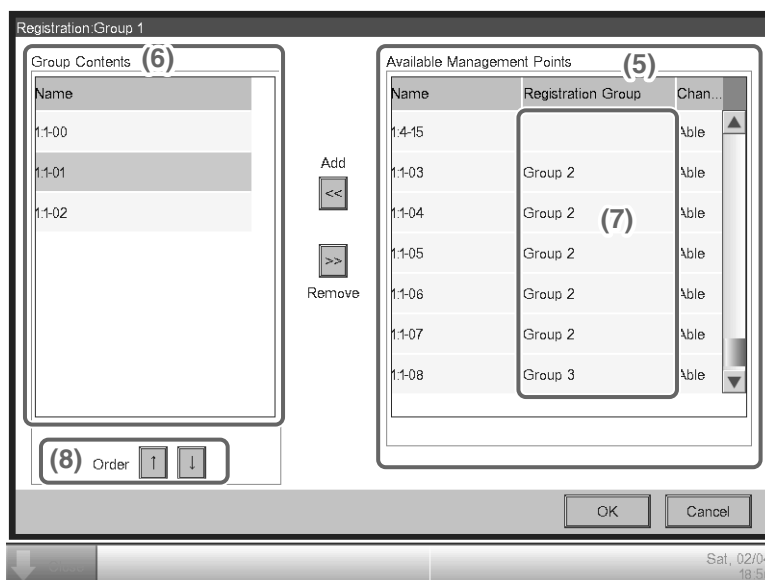 Registration:Group 1
Group Contents (6)
Name
1:1-00
1:1-01
1:1-02
Add
<<
>>
Remove
(8) Order ↑ ↓
Available Management Points (5)
Name Registration Group Chan...
1:4-15 Able
1:1-03 Group 2 Able
1:1-04 Group 2 (7) Able
1:1-05 Group 2 Able
1:1-06 Group 2 Able
1:1-07 Group 2 Able
1:1-08 Group 3 Able
OK Cancel
Sat, 02/0
18:5